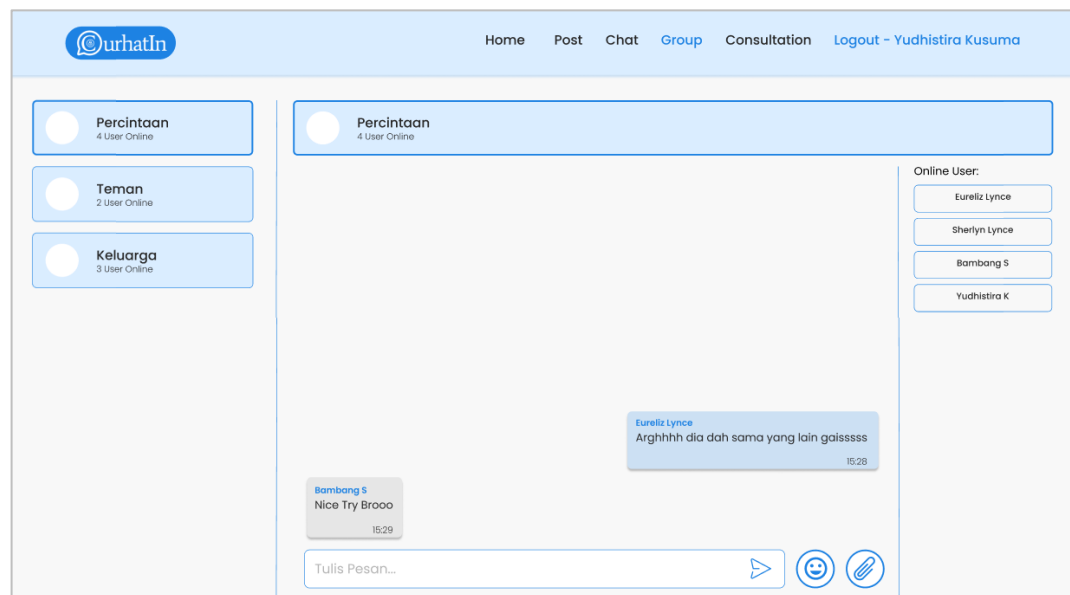 CurhatIn
Home Post Chat Group Consultation Logout - Yudhistira Kusuma
Percintaan
4 User Online
Teman
2 User Online
Keluarga
3 User Online
Percintaan
4 User Online
Eureliz Lynce
Arghhhh dia dah sama yang lain gaisssss
15:28
Bambang S
Nice Try Brooo
15:29
Tulis Pesan...
Online User:
Eureliz Lynce
Sherlyn Lynce
Bambang S
Yudhistira K